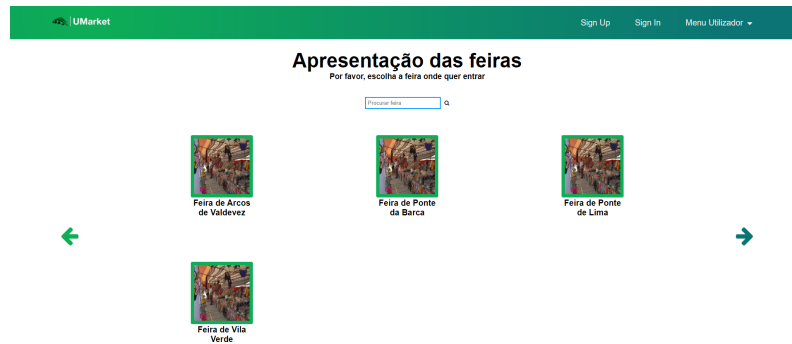 UMarket
Sign Up
Sign In
Menu Utilizador
Apresentação das feiras
Por favor, escolha a feira onde quer entrar
Procurar feira
Feira de Arcos
de Valdevez
Feira de Ponte
da Barca
Feira de Ponte
de Lima
Feira de Vila
Verde